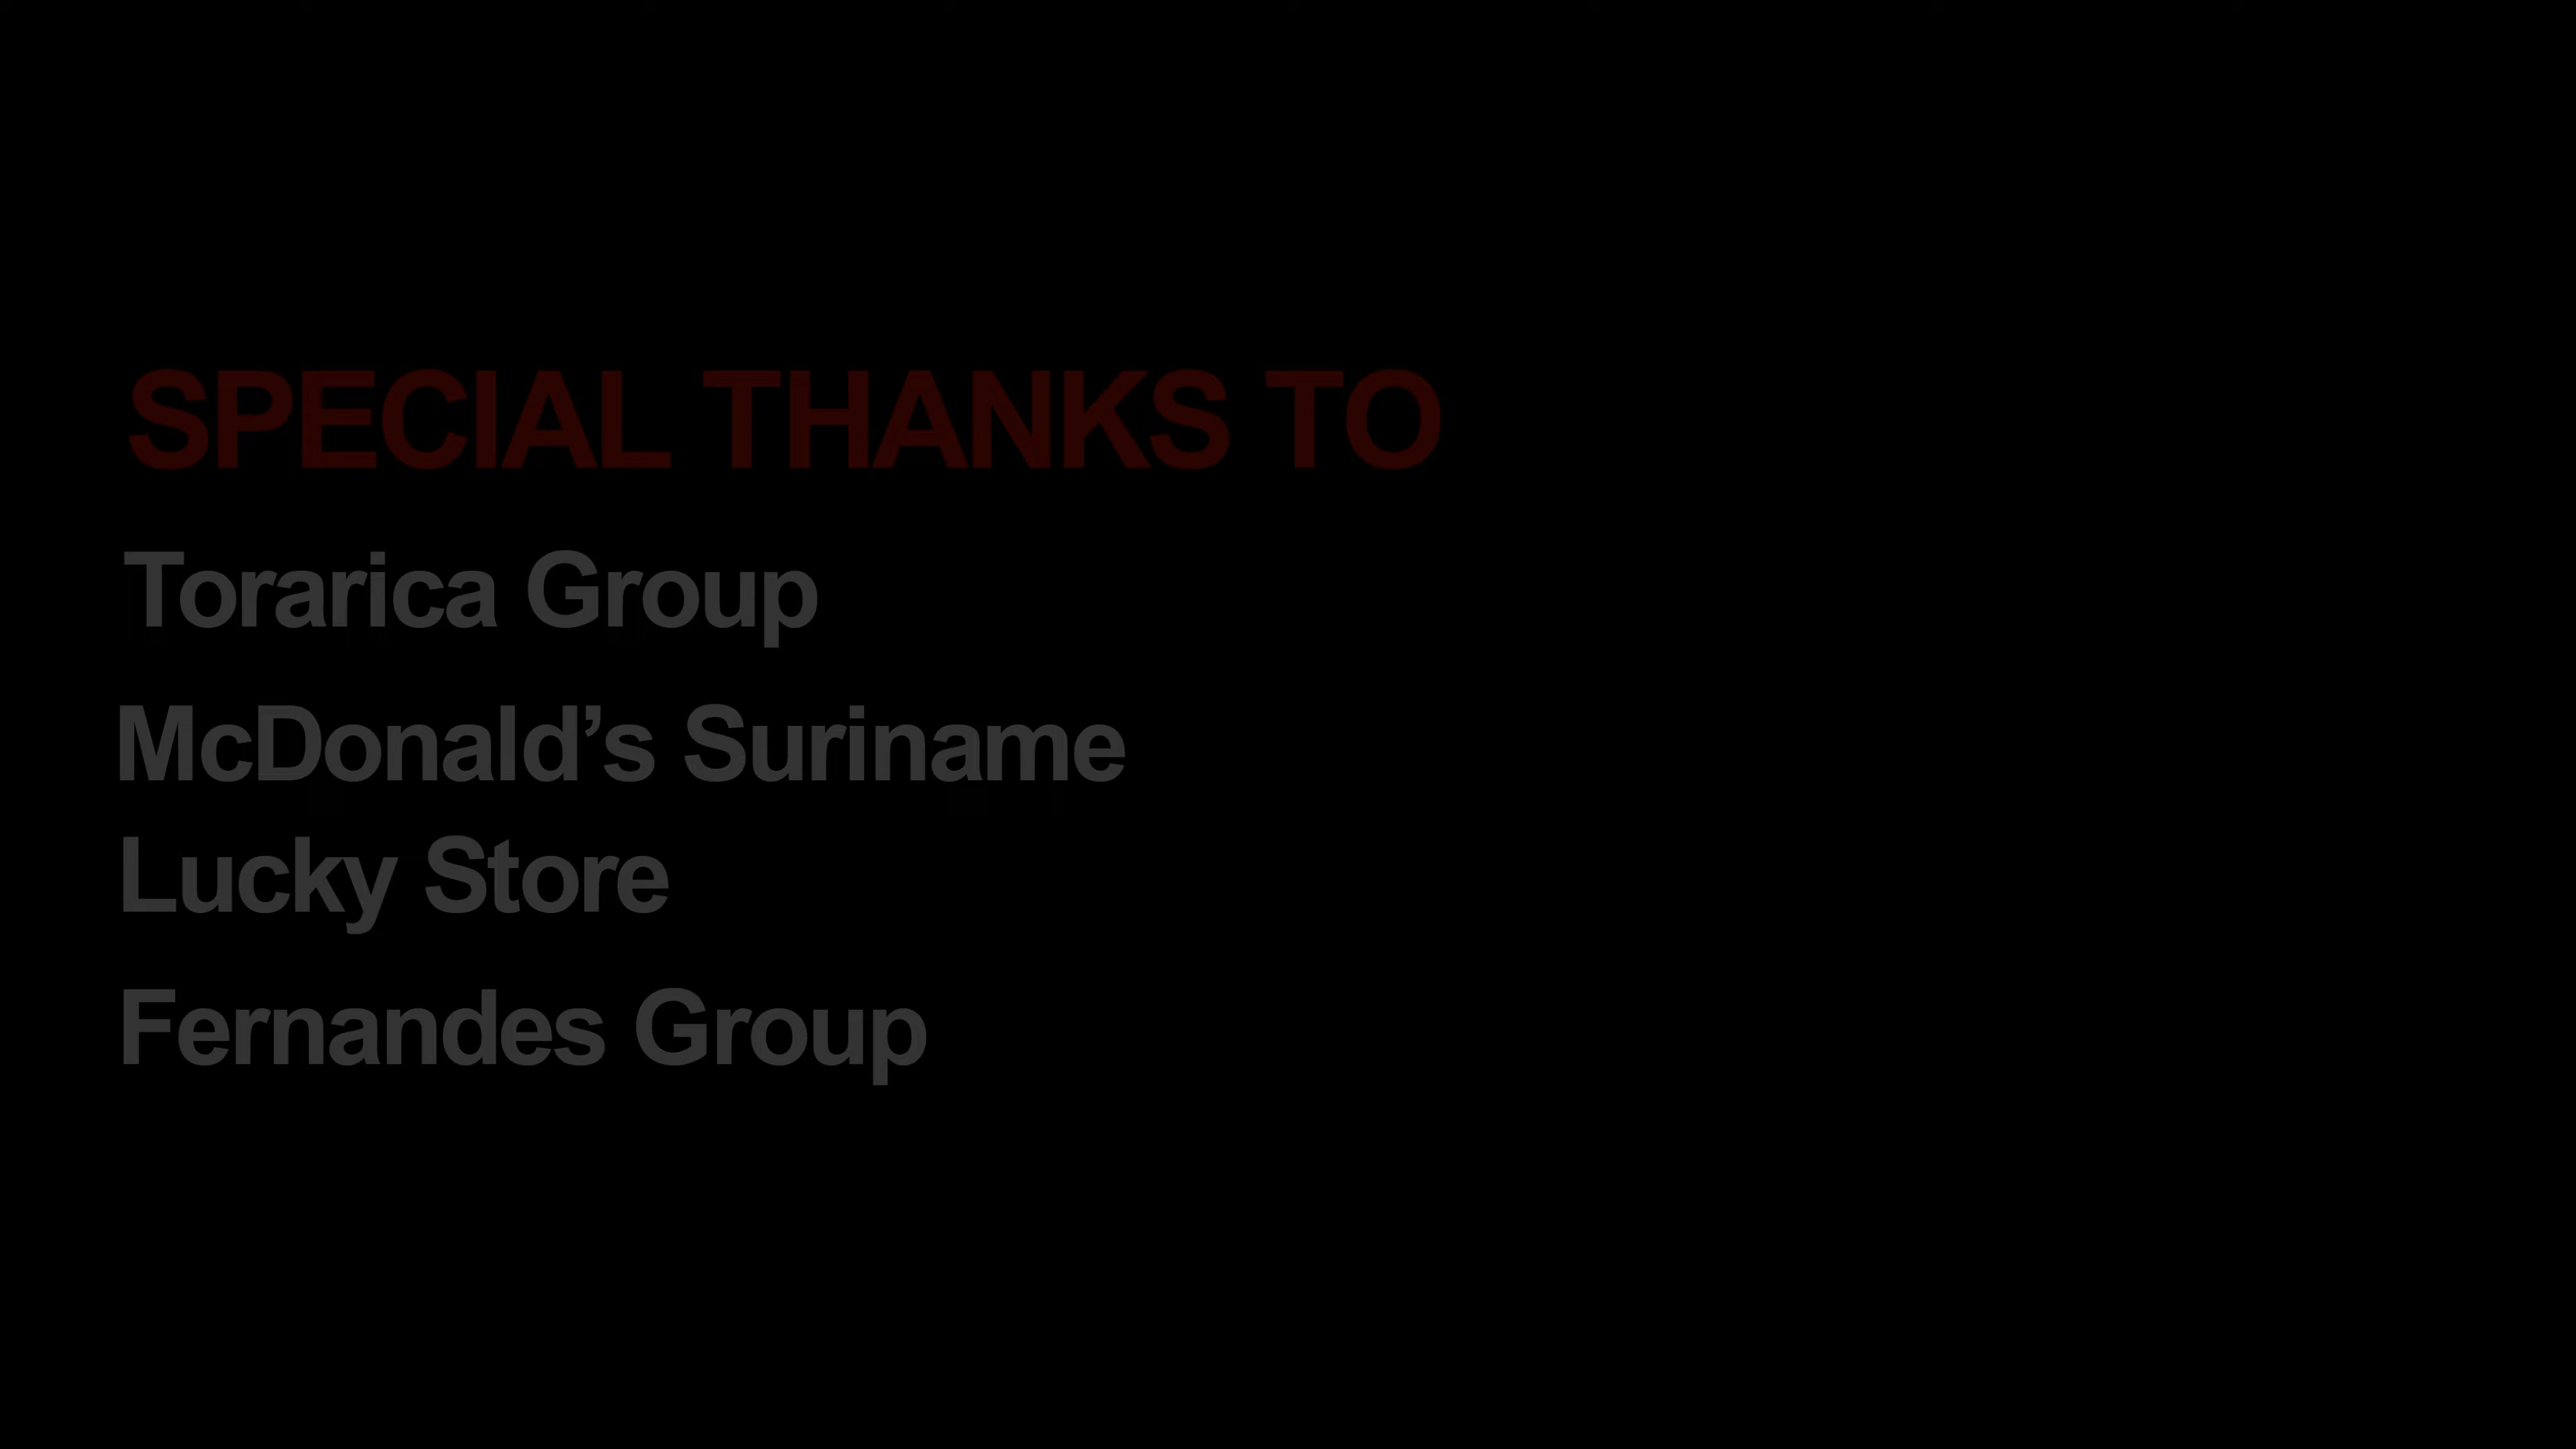 SPECIAL THANKS TO
Torarica Group
McDonald’s Suriname
Lucky Store
Fernandes Group